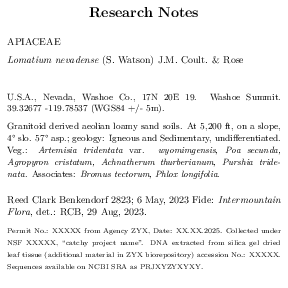 Research Notes
APIACEAE
Lomatium nevadense (S. Watson) J.M. Coult. & Rose
U.S.A., Nevada, Washoe Co., 17N 20E 19. Washoe Summit.
39.32677 -119.78537 (WGS84 +/- 5m).
Granitoid derived aeolian loamy sand soils. At 5,200 ft, on a slope,
4° slo. 57° asp.; geology: Igneous and Sedimentary, undifferentiated.
Veg.: Artemisia tridentata var. wyomingensis, Poa secunda,
Agropyron cristatum, Achnatherum thurberianum, Purshia tride-
nata. Associates: Bromus tectorum, Phlox longifolia.
Reed Clark Benkendorf 2823; 6 May, 2023 Fide: Intermountain
Flora, det.: RCB, 29 Aug, 2023.
Permit No.: XXXXX from Agency ZYX, Date: XX.XX.2025. Collected under
NSF XXXXX, "catchy project name". DNA extracted from silica gel dried
leaf tissue (additional material in ZYX biorepository) accession No.: XXXXX.
Sequences available on NCBI SRA as PRJXYZYXYXY.